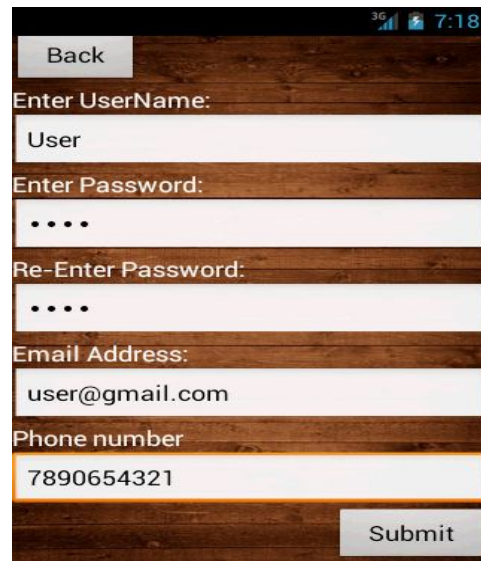 3G 7:18
Back
Enter UserName:
User
Enter Password:
••••
Re-Enter Password:
••••
Email Address:
user@gmail.com
Phone number
7890654321
Submit